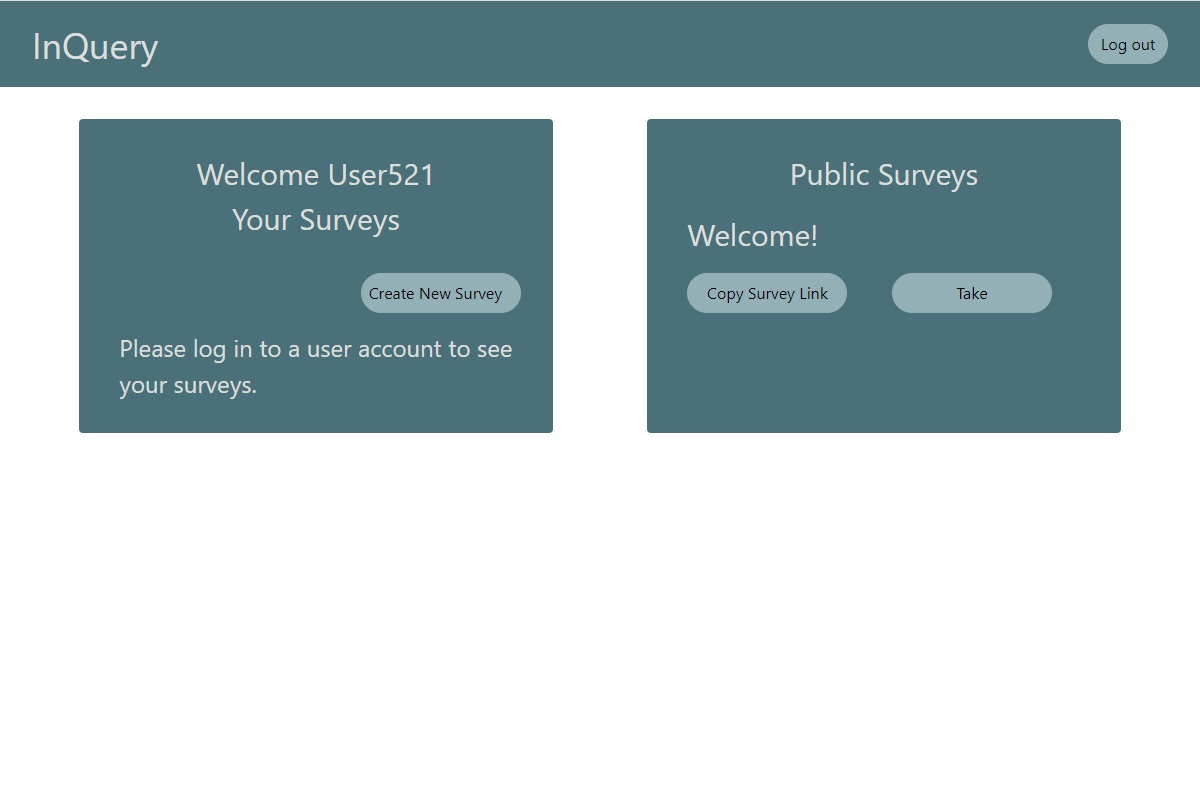 InQuery
Log out
Welcome User521
Your Surveys
Create New Survey
Please log in to a user account to see
your surveys.
Public Surveys
Welcome!
Copy Survey Link
Take